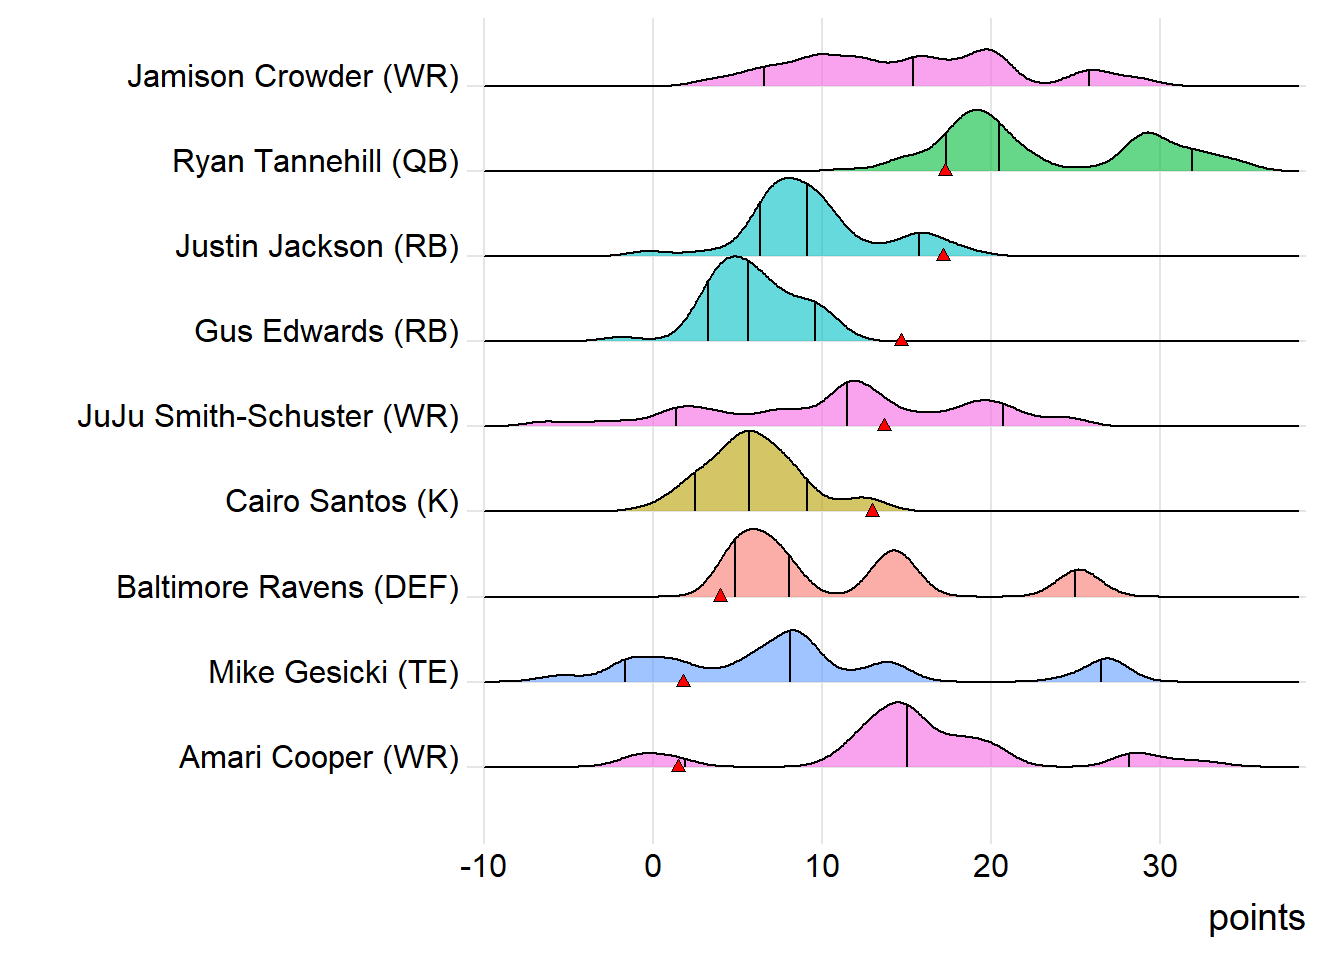 Jamison Crowder (WR)
Ryan Tannehill (QB)
Justin Jackson (RB)
Gus Edwards (RB)
JuJu Smith-Schuster (WR)
Cairo Santos (K)
Baltimore Ravens (DEF)
Mike Gesicki (TE)
Amari Cooper (WR)
-10 0 10 20 30
points